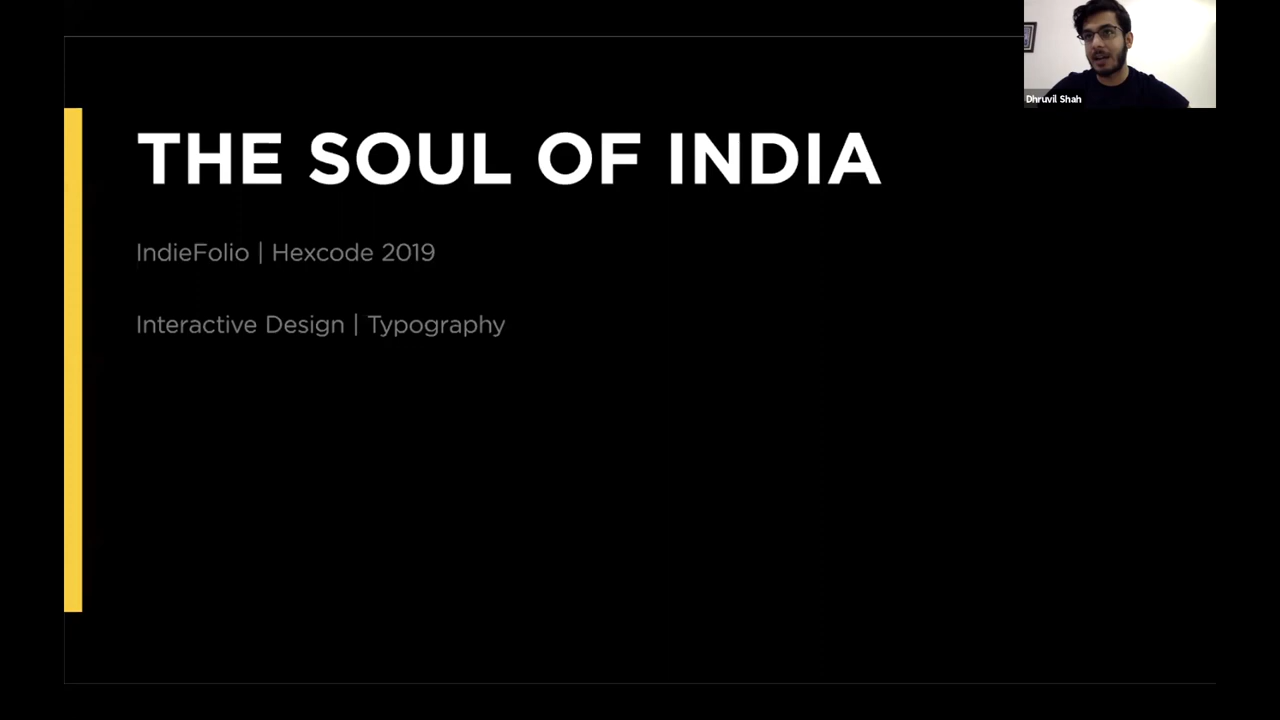 THE SOUL OF INDIA
IndieFolio | Hexcode 2019
Interactive Design | Typography
Dhruvil Shah